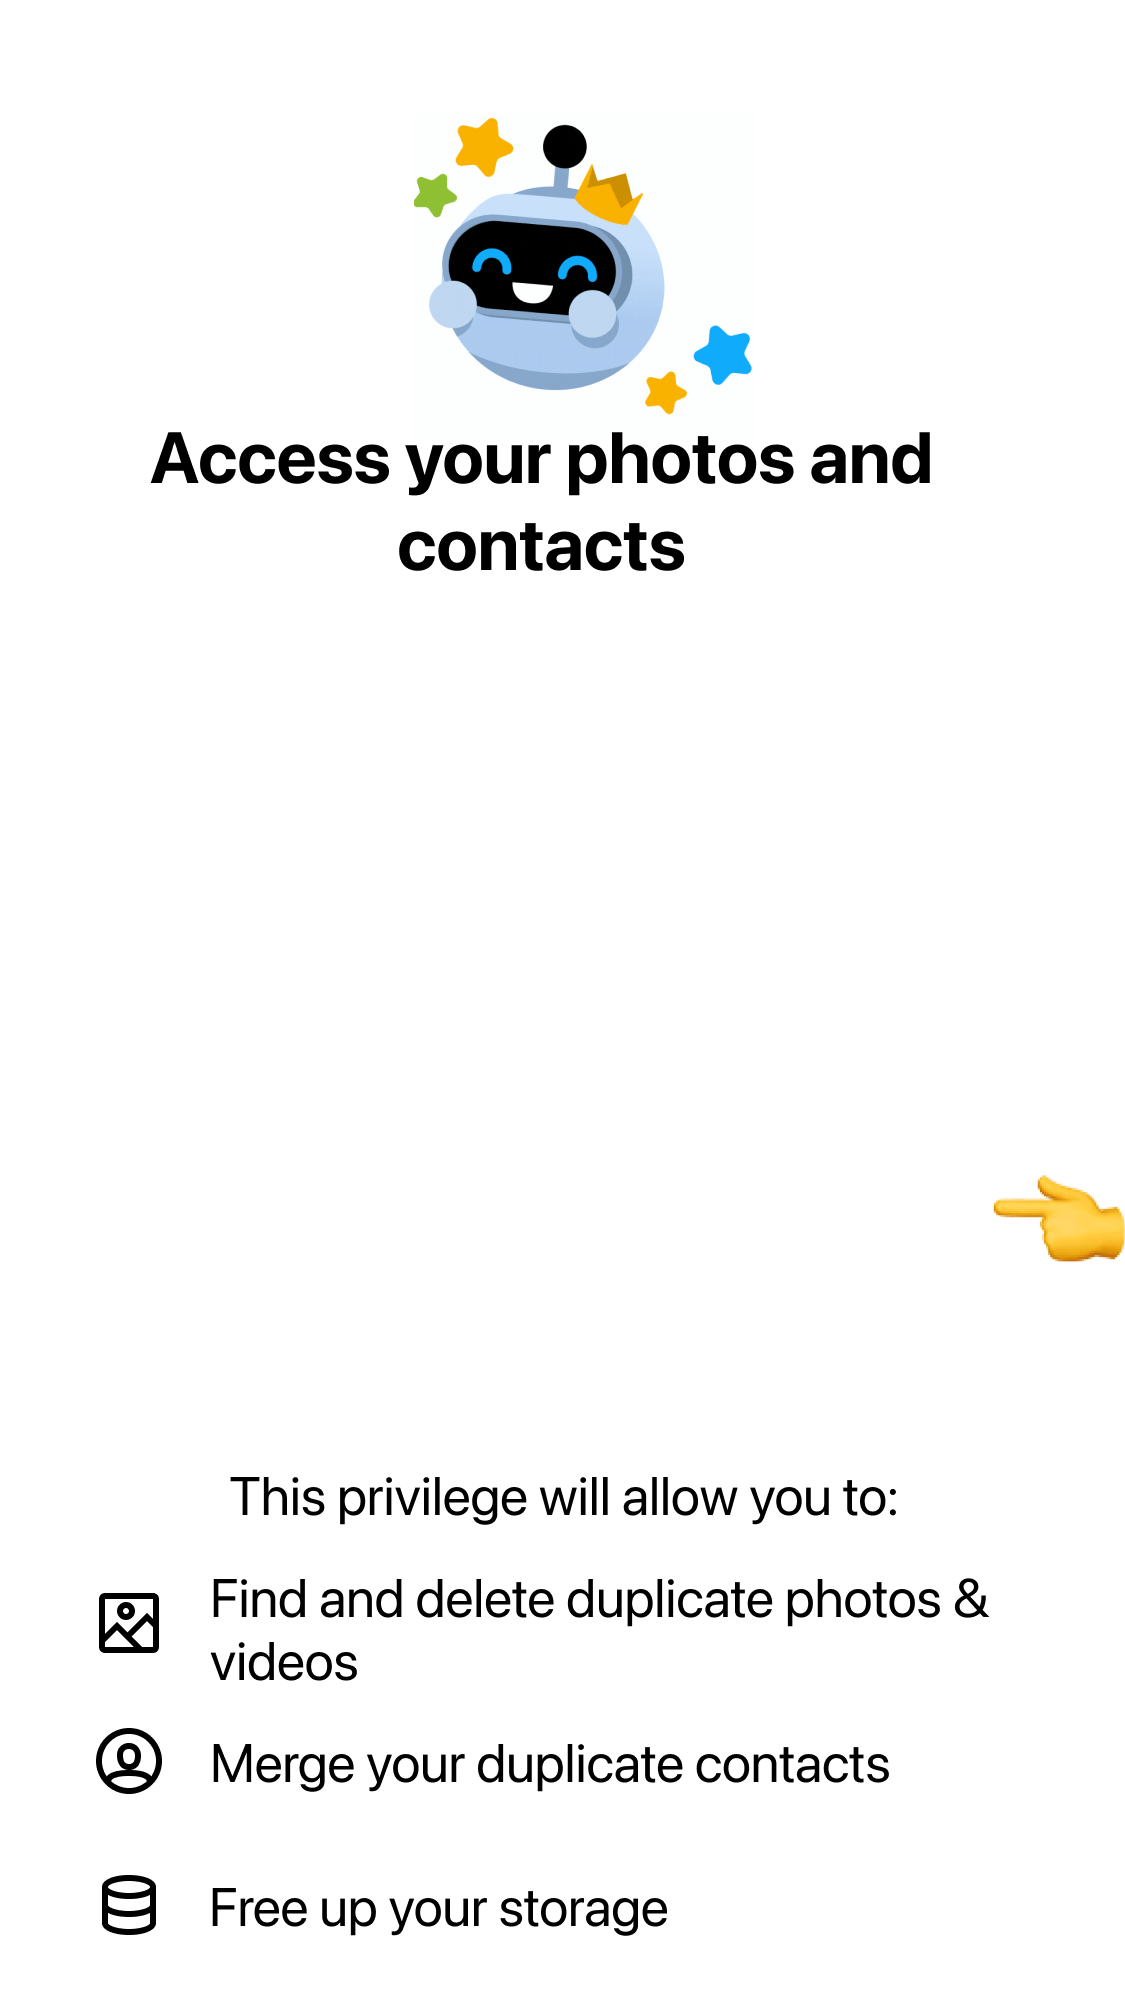 Access your photos and
contacts
This privilege will allow you to:
Find and delete duplicate photos &
videos
Merge your duplicate contacts
Free up your storage